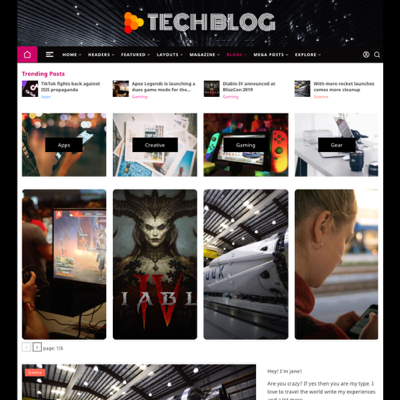 TECHBLOG
HOME HEADERS FEATURED LAYOUTS MAGAZINE BLOGS MEGA POSTS EXPLORE
Trending Posts
TikTok fights back against ISIS propaganda
Apps
Apex Legends is launching a duos game mode for the...
Gaming
Diablo IV announced at BlizzCon 2019
Gaming
With more rocket launches comes more cleanup
Science
Apps
Creative
Gaming
Gear
DIABL
IV
page: 1/6
Science
Hey! I'm Jane!
Are you crazy? If yes then you are my type. I
love to travel the world write my experiences
and a lot more.